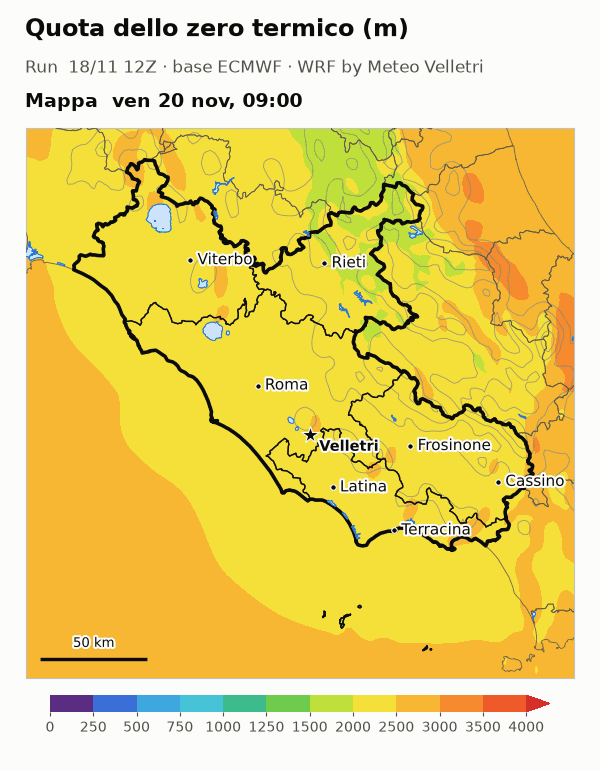 Quota dello zero termico (m)
Run  18/11 12Z · base ECMWF · WRF by Meteo Velletri
Mappa  ven 20 nov, 09:00
Viterbo
Rieti
Roma
Velletri
Frosinone
Cassino
Latina
Terracina
50 km
0 250 500 750 1000 1250 1500 2000 2500 3000 3500 4000